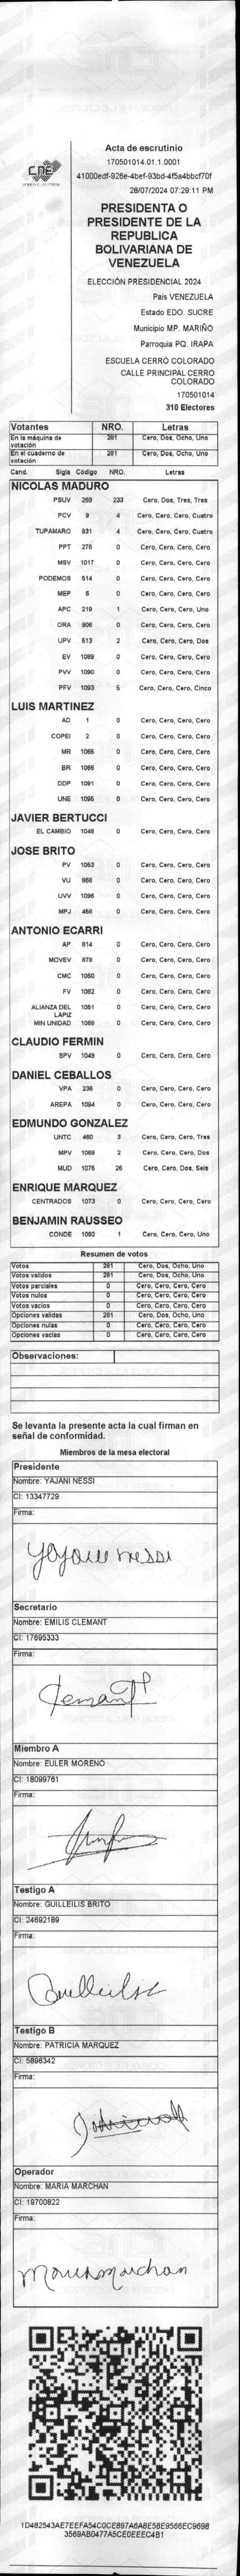 CNE
PODER ELECTORAL
Acta de escrutinio
170501014.01.1.0001
41000edf-926e-4bef-93bd-4f5a4bbcf70f
28/07/2024 07:29:11 PM
PRESIDENTA O
PRESIDENTE DE LA
REPUBLICA
BOLIVARIANA DE
VENEZUELA
ELECCIÓN PRESIDENCIAL 2024
Pais VENEZUELA
Estado EDO. SUCRE
Municipio MP. MARIÑO
Parroquia PQ. IRAPA
ESCUELA CERRÓ COLORADO
CALLE PRINCIPAL CERRO
COLORADO
170501014
310 Electores
Votantes NRO. Letras
En la máquina de votación 281 Cero, Dos, Ocho, Uno
En el cuaderno de votación 281 Cero, Dos, Ocho, Uno
Cand. Sigla Código NRO. Letras
NICOLAS MADURO
PSUV 269 233 Cero, Dos, Tres, Tres
PCV 9 4 Cero, Cero, Cero, Cuatro
TUPAMARO 931 4 Cero, Cero, Cero, Cuatro
PPT 275 0 Cero, Cero, Cero, Cero
MSV 1017 0 Cero, Cero, Cero, Cero
PODEMOS 514 0 Cero, Cero, Cero, Cero
MEP 6 0 Cero, Cero, Cero, Cero
APC 219 1 Cero, Cero, Cero, Uno
ORA 906 0 Cero, Cero, Cero, Cero
UPV 513 2 Cero, Cero, Cero, Dos
EV 1089 0 Cero, Cero, Cero, Cero
PVV 1090 0 Cero, Cero, Cero, Cero
PFV 1093 5 Cero, Cero, Cero, Cinco
LUIS MARTINEZ
AD 1 0 Cero, Cero, Cero, Cero
COPEI 2 0 Cero, Cero, Cero, Cero
MR 1065 0 Cero, Cero, Cero, Cero
BR 1066 0 Cero, Cero, Cero, Cero
DDP 1091 0 Cero, Cero, Cero, Cero
UNE 1095 0 Cero, Cero, Cero, Cero
JAVIER BERTUCCI
EL CAMBIO 1048 0 Cero, Cero, Cero, Cero
JOSE BRITO
PV 1053 0 Cero, Cero, Cero, Cero
VU 868 0 Cero, Cero, Cero, Cero
UVV 1096 0 Cero, Cero, Cero, Cero
MPJ 458 0 Cero, Cero, Cero, Cero
ANTONIO ECARRI
AP 814 0 Cero, Cero, Cero, Cero
MOVEV 878 0 Cero, Cero, Cero, Cero
CMC 1050 0 Cero, Cero, Cero, Cero
FV 1052 0 Cero, Cero, Cero, Cero
ALIANZA DEL LAPIZ 1051 0 Cero, Cero, Cero, Cero
MIN UNIDAD 1068 0 Cero, Cero, Cero, Cero
CLAUDIO FERMIN
SPV 1049 0 Cero, Cero, Cero, Cero
DANIEL CEBALLOS
VPA 236 0 Cero, Cero, Cero, Cero
AREPA 1094 0 Cero, Cero, Cero, Cero
EDMUNDO GONZALEZ
UNTC 460 3 Cero, Cero, Cero, Tres
MPV 1069 2 Cero, Cero, Cero, Dos
MUD 1075 26 Cero, Cero, Dos, Seis
ENRIQUE MARQUEZ
CENTRADOS 1073 0 Cero, Cero, Cero, Cero
BENJAMIN RAUSSEO
CONDE 1092 1 Cero, Cero, Cero, Uno
Resumen de votos
Votos 281 Cero, Dos, Ocho, Uno
Votos validos 281 Cero, Dos, Ocho, Uno
Votos parciales 0 Cero, Cero, Cero, Cero
Votos nulos 0 Cero, Cero, Cero, Cero
Votos vacios 0 Cero, Cero, Cero, Cero
Opciones validas 281 Cero, Dos, Ocho, Uno
Opciones nulas 0 Cero, Cero, Cero, Cero
Opciones vacias 0 Cero, Cero, Cero, Cero
Observaciones:
Se levanta la presente acta la cual firman en
señal de conformidad.
Miembros de la mesa electoral
Presidente
Nombre: YAJANI NESSI
CI: 13347729
Firma:
Secretario
Nombre: EMILIS CLEMANT
CI: 17695333
Firma:
Miembro A
Nombre: EULER MORENO
CI: 18099761
Firma:
Testigo A
Nombre: GUILLEILIS BRITO
CI: 24692189
Firma:
Testigo B
Nombre: PATRICIA MARQUEZ
CI: 5896342
Firma:
Operador
Nombre: MARIA MARCHAN
CI: 19700822
Firma:
Maria Marchan
1D482543AE7EEFA54C0CE897A6A8E58E9566EC9698
3569AB0477A5CE0EEEC4B1